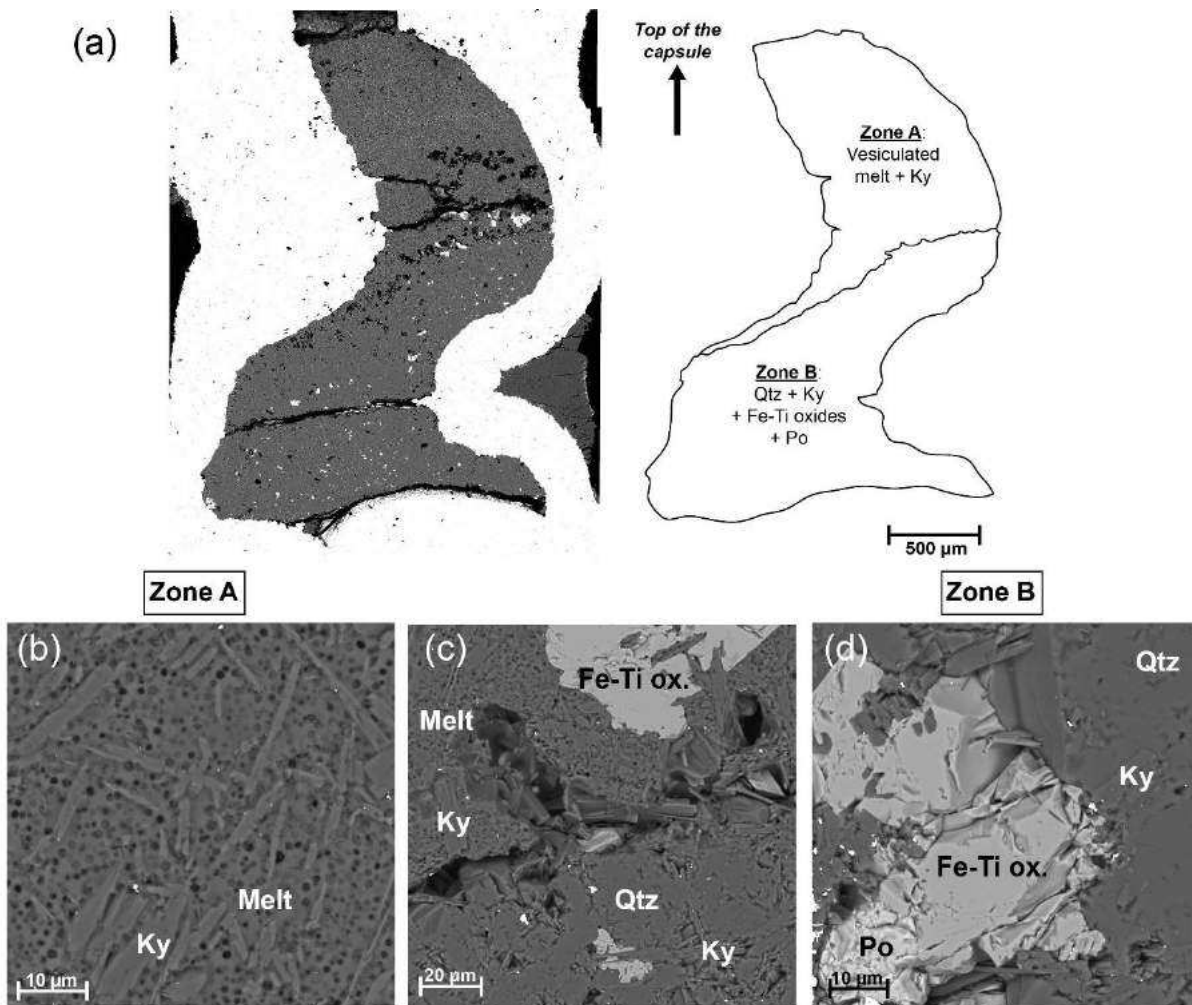 (a)
Top of the
capsule
Zone A:
Vesiculated
melt + Ky
Zone B:
Qtz + Ky
+ Fe-Ti oxides
+ Po
500 µm
Zone A
Zone B
(b)
Melt
Ky
10 µm
(c)
Fe-Ti ox.
Melt
Ky
Qtz
Ky
20 µm
(d)
Qtz
Ky
Fe-Ti ox.
Po
10 µm